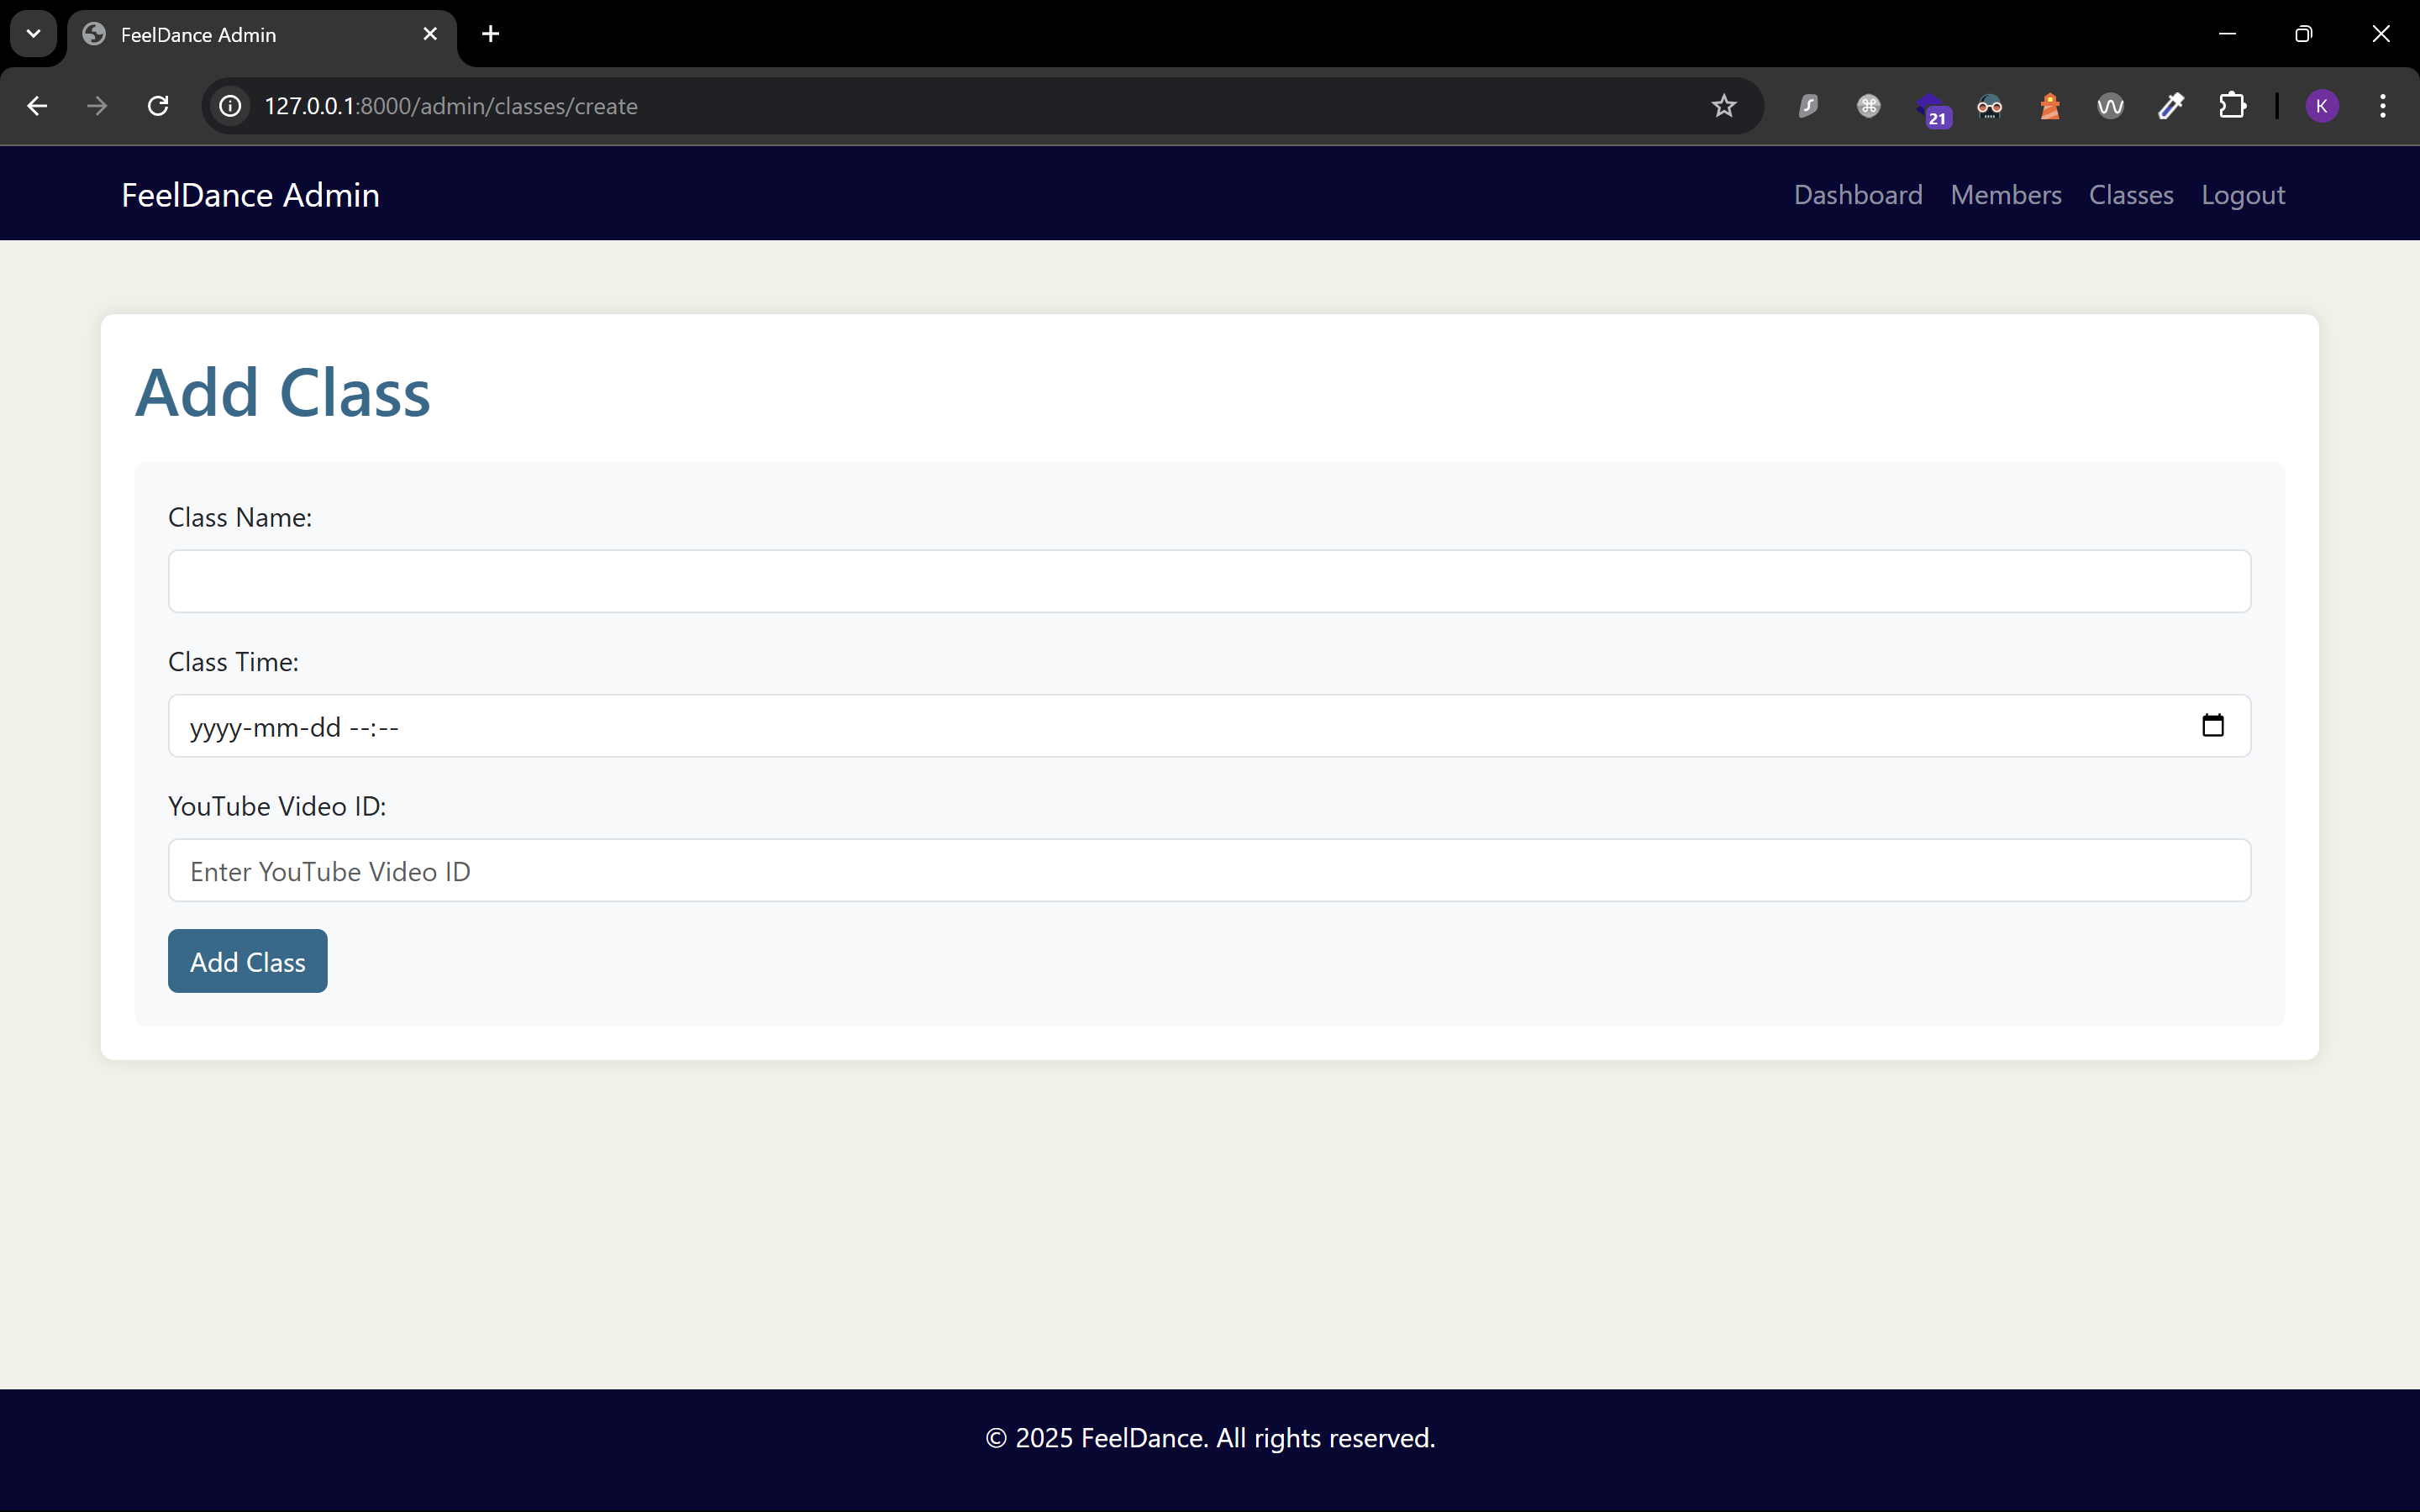 FeelDance Admin
127.0.0.1:8000/admin/classes/create
21
K
FeelDance Admin
Dashboard Members Classes Logout
Add Class
Class Name:
Class Time:
yyyy-mm-dd --:--
YouTube Video ID:
Enter YouTube Video ID
Add Class
© 2025 FeelDance. All rights reserved.